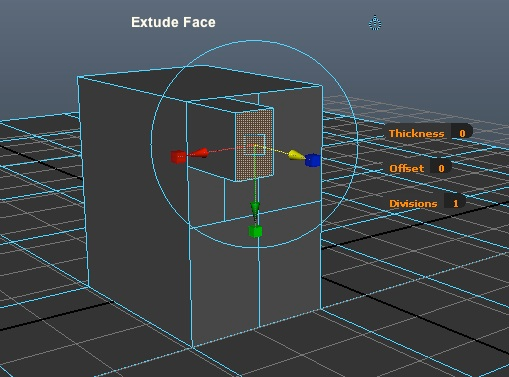 Extude Face
Thickness 0
Offset 0
Divisions 1